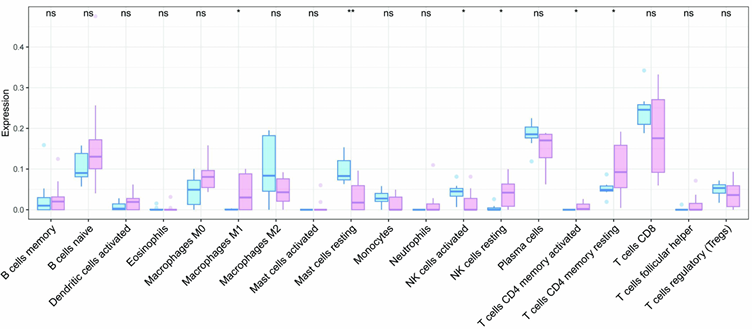 ns ns ns ns ns * ns ns ** ns ns * * ns * * ns ns ns
Expression
0.4
0.3
0.2
0.1
0.0
B cells memory
B cells naive
Dendritic cells activated
Eosinophils
Macrophages M0
Macrophages M1
Macrophages M2
Mast cells activated
Mast cells resting
Monocytes
Neutrophils
NK cells activated
NK cells resting
Plasma cells
T cells CD4 memory activated
T cells CD4 memory resting
T cells CD8
T cells follicular helper
T cells regulatory (Tregs)